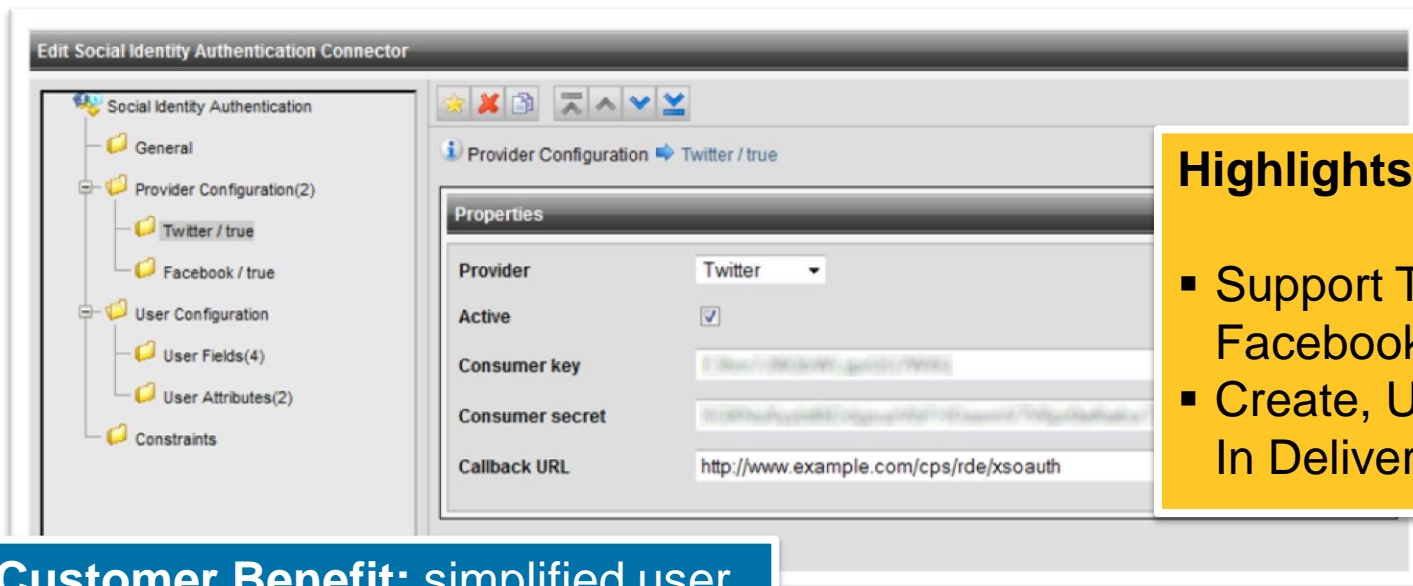 Edit Social Identity Authentication Connector
Social Identity Authentication
General
Provider Configuration(2)
Twitter / true
Facebook / true
User Configuration
User Fields(4)
User Attributes(2)
Constraints
Provider Configuration Twitter / true
Properties
Provider Twitter
Active
Consumer key
Consumer secret
Callback URL http://www.example.com/cps/rde/xsoauth
Highlights
Support T
Facebook
Create, U
In Deliver
Customer Benefit: simplified user